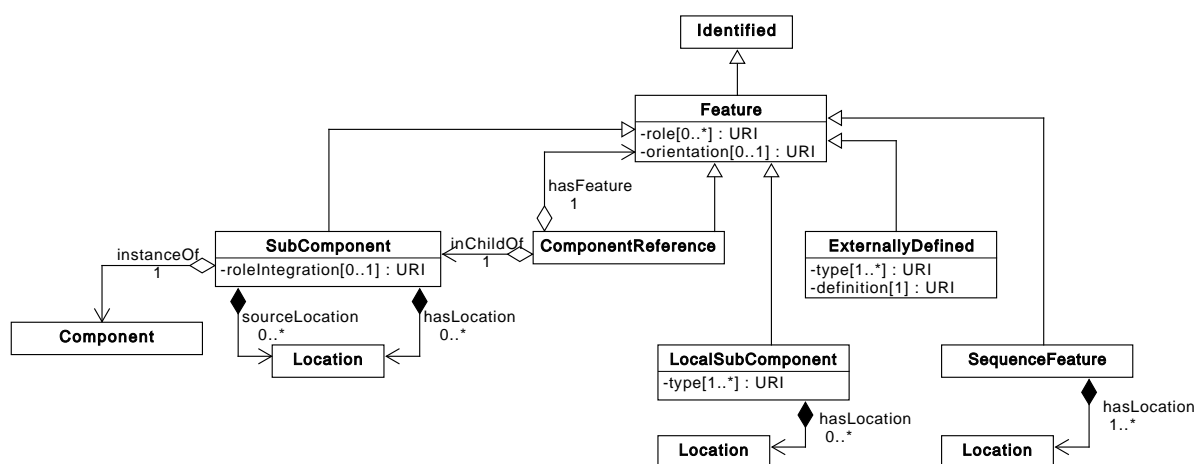 Identified
Feature
-role[0..*] : URI
-orientation[0..1] : URI
hasFeature
1
instanceOf
1
SubComponent
-roleIntegration[0..1] : URI
inChildOf
1
ComponentReference
ExternallyDefined
-type[1..*] : URI
-definition[1] : URI
Component
sourceLocation
0..*
hasLocation
0..*
Location
LocalSubComponent
-type[1..*] : URI
SequenceFeature
hasLocation
0..*
hasLocation
1..*
Location
Location